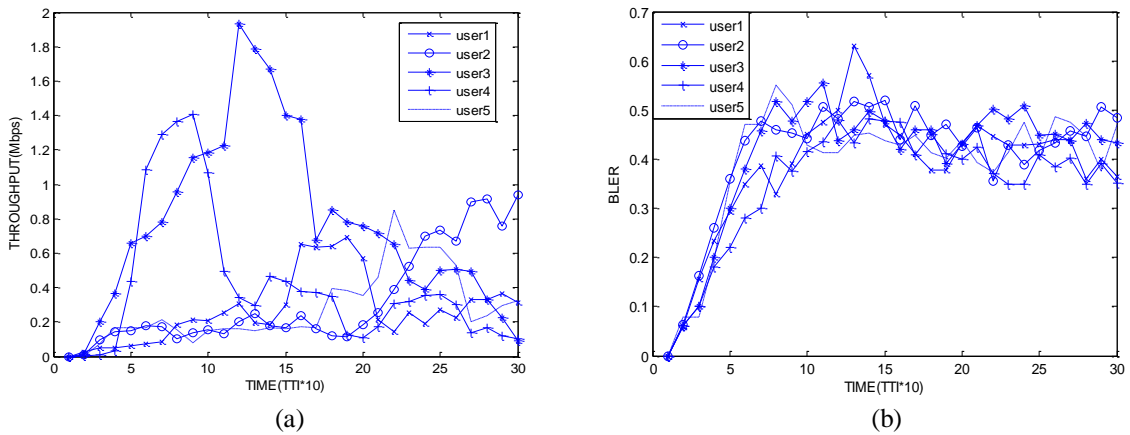 2
1.8
1.6
1.4
1.2
1
0.8
0.6
0.4
0.2
0
THROUGHPUT(Mbps)
0 5 10 15 20 25 30
TIME(TTI*10)
user1
user2
user3
user4
user5
(a)
0.7
0.6
0.5
0.4
0.3
0.2
0.1
0
BLER
0 5 10 15 20 25 30
TIME(TTI*10)
user1
user2
user3
user4
user5
(b)